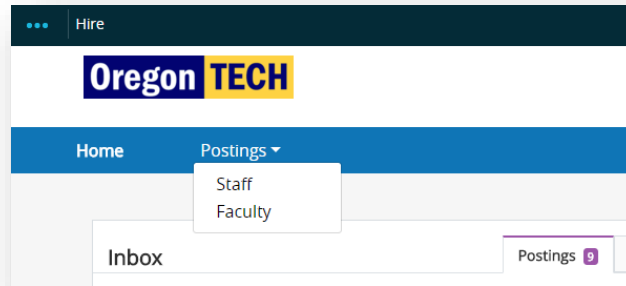 ••• Hire
Oregon TECH
Home Postings
Staff
Faculty
Inbox Postings 9